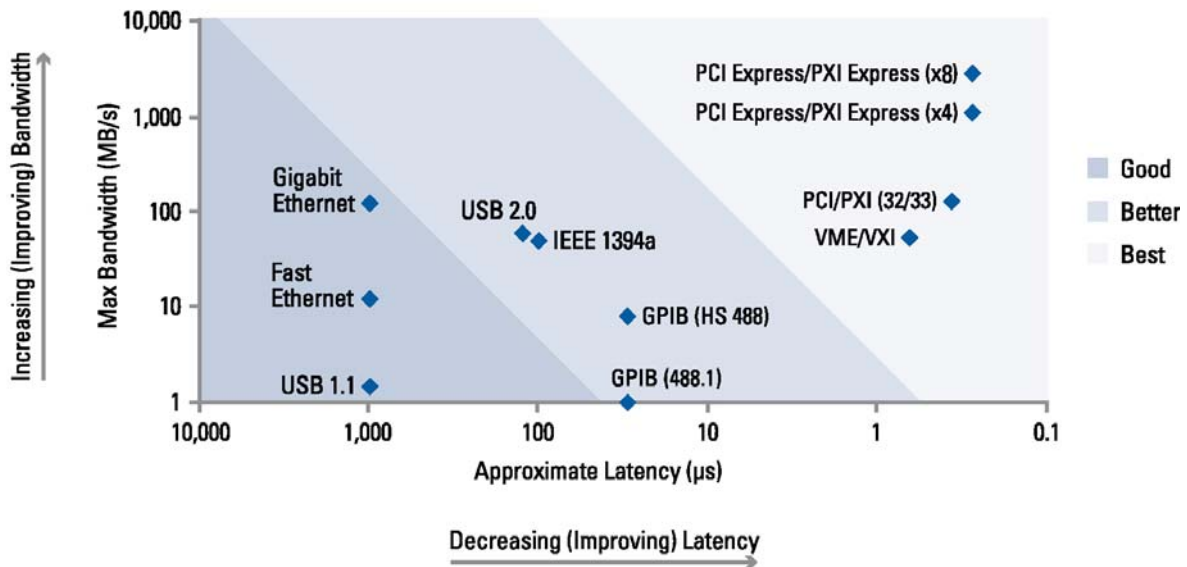 Increasing (Improving) Bandwidth
Max Bandwidth (MB/s)
10,000
1,000
100
10
1
PCI Express/PXI Express (x8)
PCI Express/PXI Express (x4)
Gigabit
Ethernet
USB 2.0
IEEE 1394a
PCI/PXI (32/33)
VME/VXI
Fast
Ethernet
GPIB (HS 488)
USB 1.1
GPIB (488.1)
Good
Better
Best
10,000
1,000
100
10
1
0.1
Approximate Latency (µs)
Decreasing (Improving) Latency